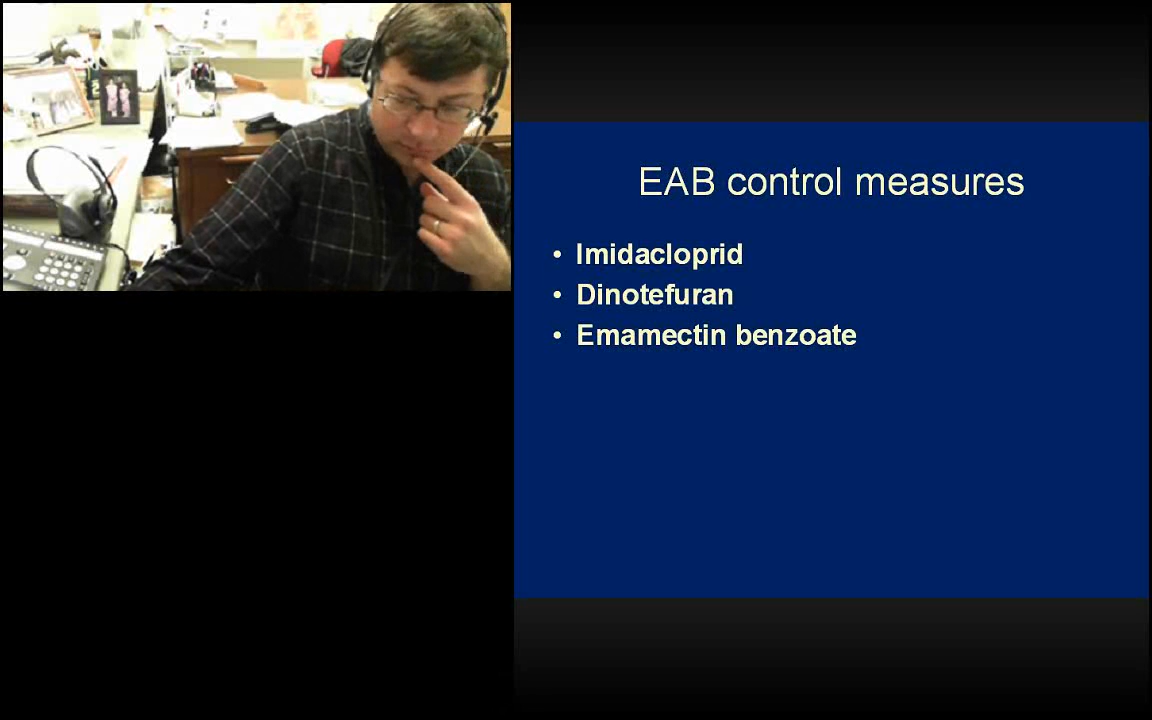 EAB control measures
• Imidacloprid
• Dinotefuran
• Emamectin benzoate